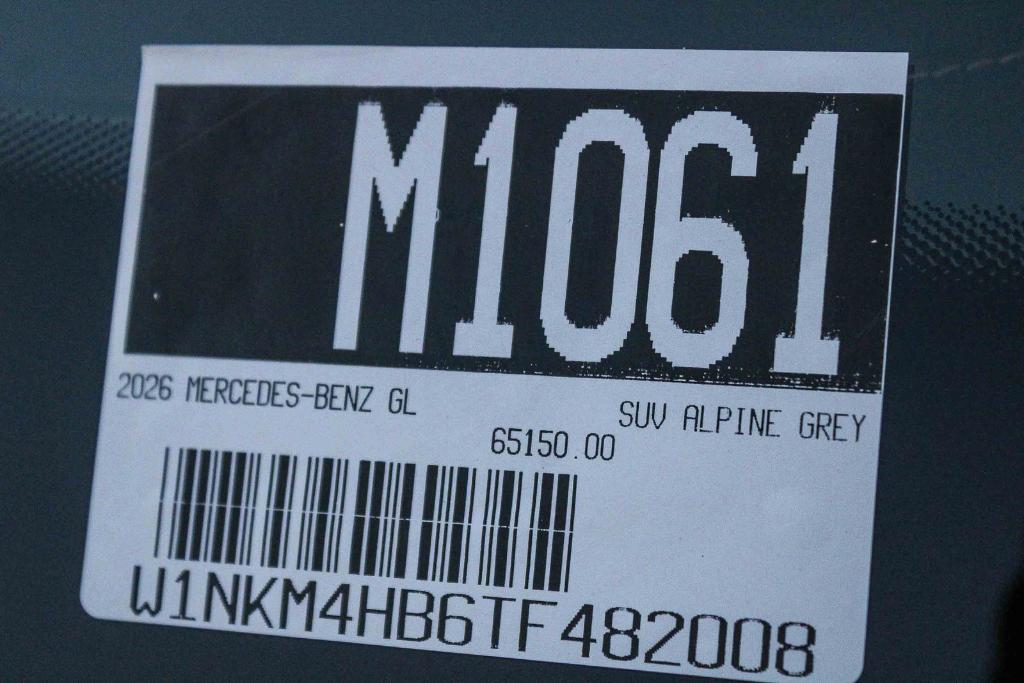 M1061
2026 MERCEDES-BENZ GL
SUV ALPINE GREY
65150.00
W1NKM4HB6TF482008